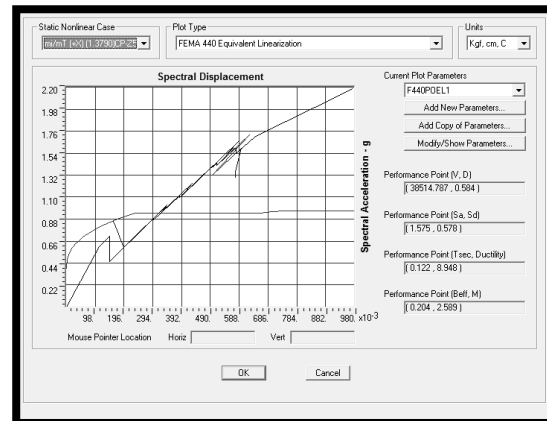 Static Nonlinear Case
Plot Type
Units
FEMA 440 Equivalent Linearization
Kgf, cm, C
Spectral Displacement
2.20
1.98
1.76
1.54
1.32
1.10
0.88
0.66
0.44
0.22
98. 196. 294. 392. 490. 588. 686. 784. 882. 980. x10-3
Spectral Acceleration - g
Mouse Pointer Location Horiz Vert
Current Plot Parameters
F440POEL1
Add New Parameters...
Add Copy of Parameters...
Modify/Show Parameters...
Performance Point (V, D)
( 38514.787 , 0.584 )
Performance Point (Sa, Sd)
( 1.575 , 0.578 )
Performance Point (Tsec, Ductility)
( 0.122 , 8.948 )
Performance Point (Beff, M)
( 0.204 , 2.589 )
OK Cancel